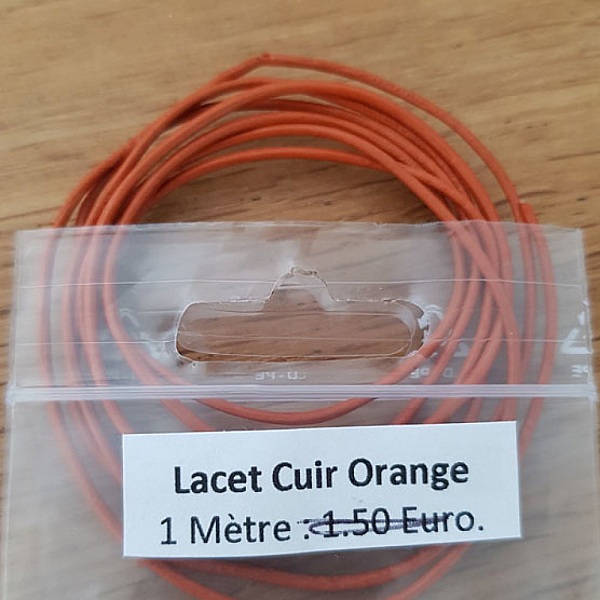 Lacet Cuir Orange
1 Mètre : 1.50 Euro.